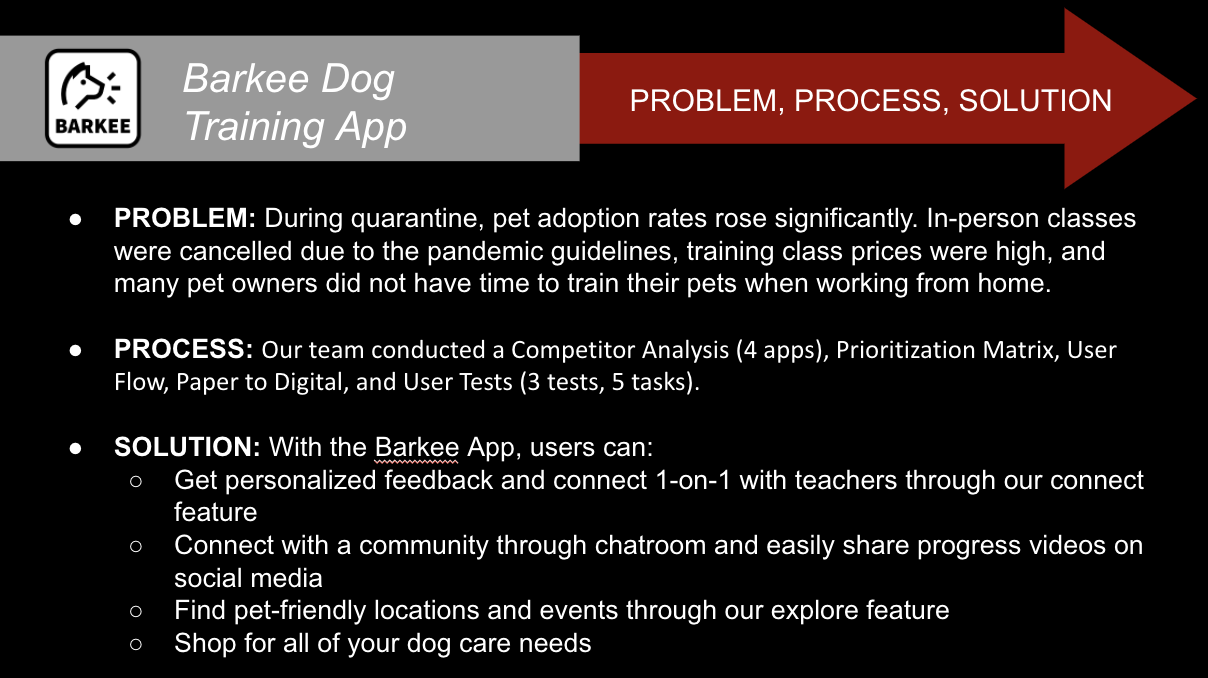 BARKEE
Barkee Dog
Training App
PROBLEM, PROCESS, SOLUTION
● PROBLEM: During quarantine, pet adoption rates rose significantly. In-person classes
were cancelled due to the pandemic guidelines, training class prices were high, and
many pet owners did not have time to train their pets when working from home.
● PROCESS: Our team conducted a Competitor Analysis (4 apps), Prioritization Matrix, User
Flow, Paper to Digital, and User Tests (3 tests, 5 tasks).
● SOLUTION: With the Barkee App, users can:
○ Get personalized feedback and connect 1-on-1 with teachers through our connect
feature
○ Connect with a community through chatroom and easily share progress videos on
social media
○ Find pet-friendly locations and events through our explore feature
○ Shop for all of your dog care needs